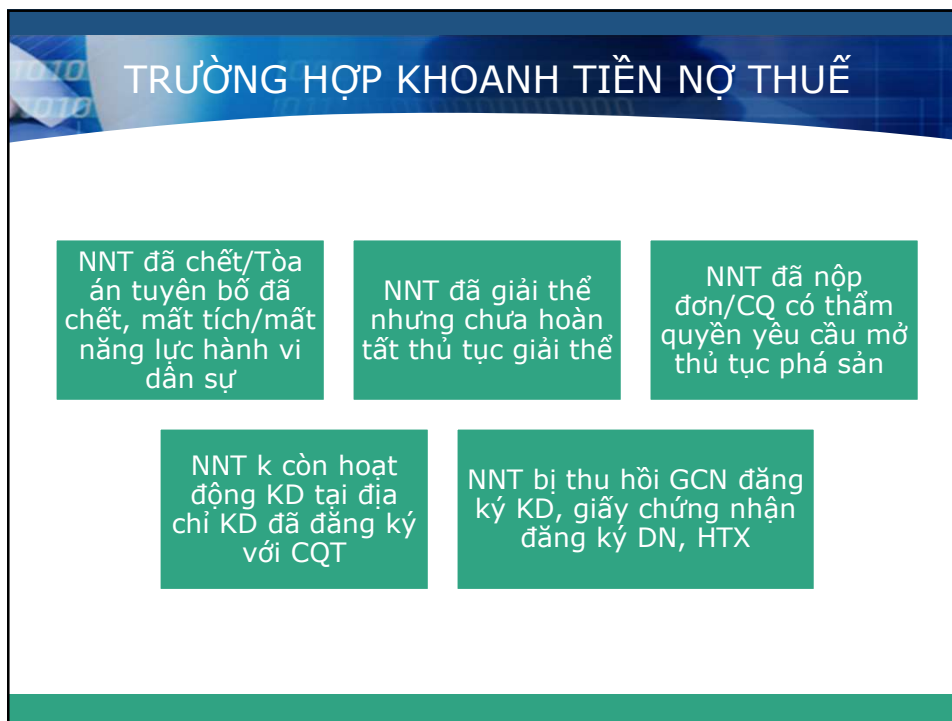 TRƯỜNG HỢP KHOANH TIỀN NỢ THUẾ
NNT đã chết/Tòa
án tuyên bố đã
chết, mất tích/mất
năng lực hành vi
dân sự
NNT đã giải thể
nhưng chưa hoàn
tất thủ tục giải thể
NNT đã nộp
đơn/CQ có thẩm
quyền yêu cầu mở
thủ tục phá sản
NNT k còn hoạt
động KD tại địa
chỉ KD đã đăng ký
với CQT
NNT bị thu hồi GCN đăng
ký KD, giấy chứng nhận
đăng ký DN, HTX